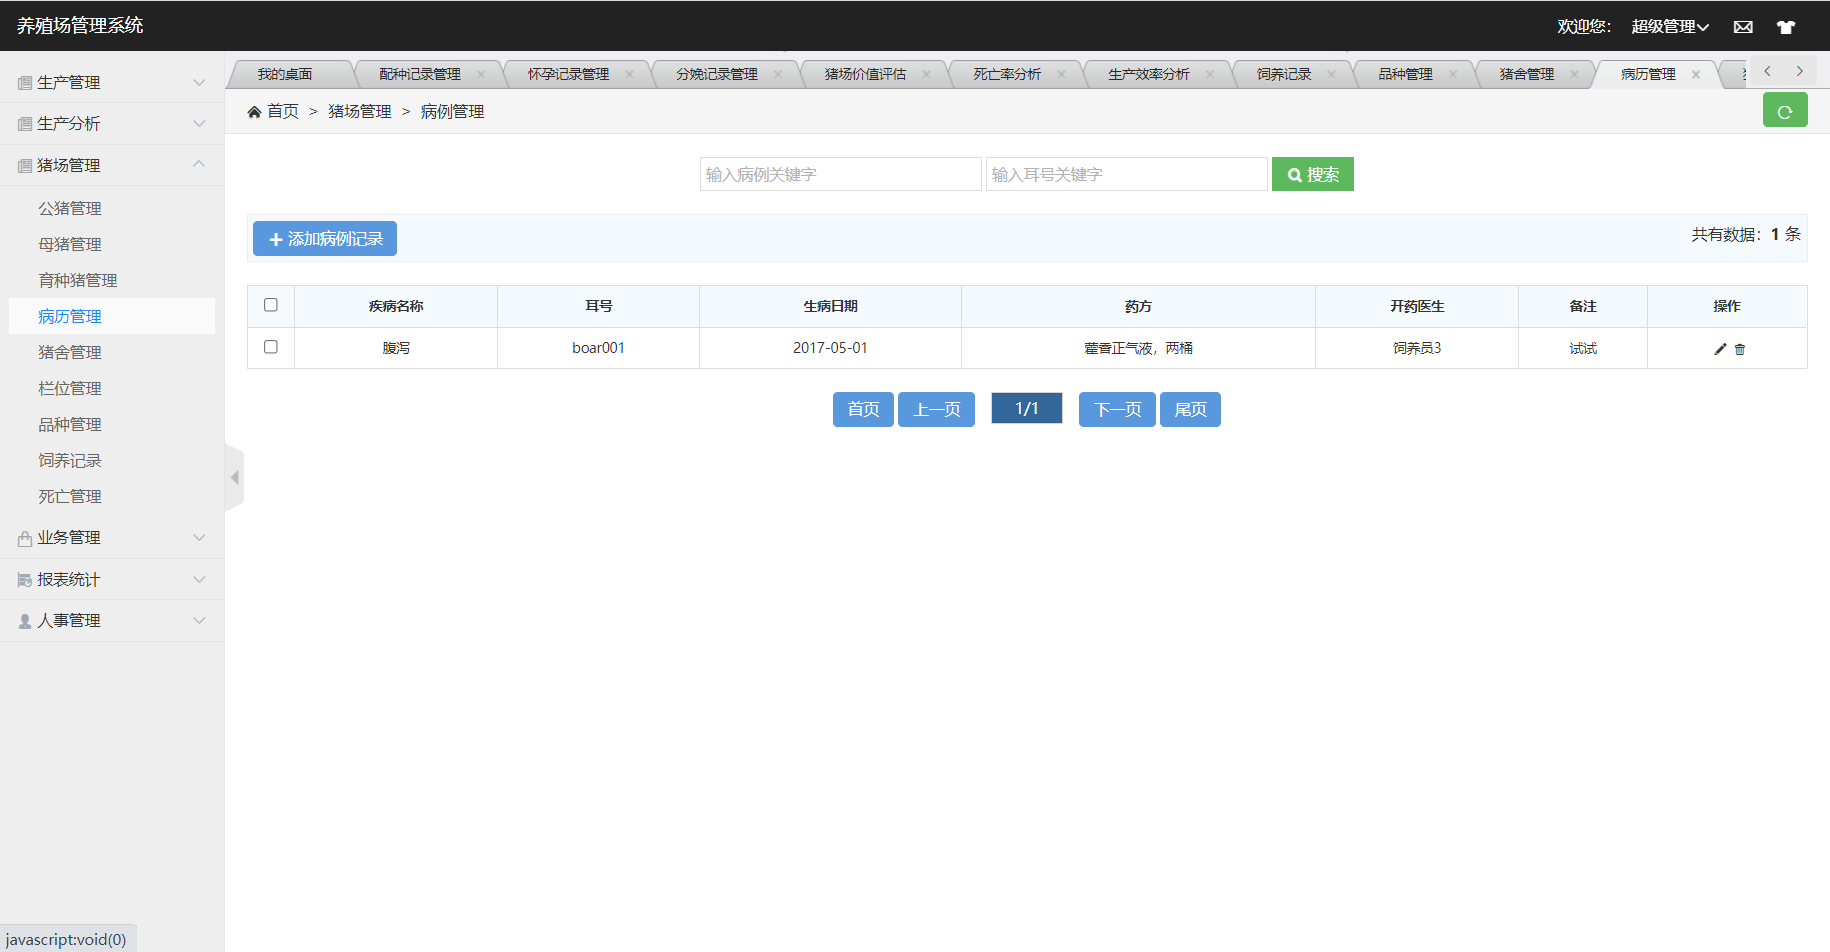 养殖场管理系统
欢迎您： 超级管理
生产管理
生产分析
猪场管理
公猪管理
母猪管理
育种猪管理
病历管理
猪舍管理
栏位管理
品种管理
饲养记录
死亡管理
业务管理
报表统计
人事管理
我的桌面 配种记录管理 怀孕记录管理 分娩记录管理 猪场价值评估 死亡率分析 生产效率分析 饲养记录 品种管理 猪舍管理 病历管理
首页 > 猪场管理 > 病例管理
输入病例关键字 输入耳号关键字 搜索
添加病例记录 共有数据：1 条
疾病名称 耳号 生病日期 药方 开药医生 备注 操作
腹泻 boar001 2017-05-01 藿香正气液，两桶 饲养员3 试试
首页 上一页 1/1 下一页 尾页
javascript:void(0)